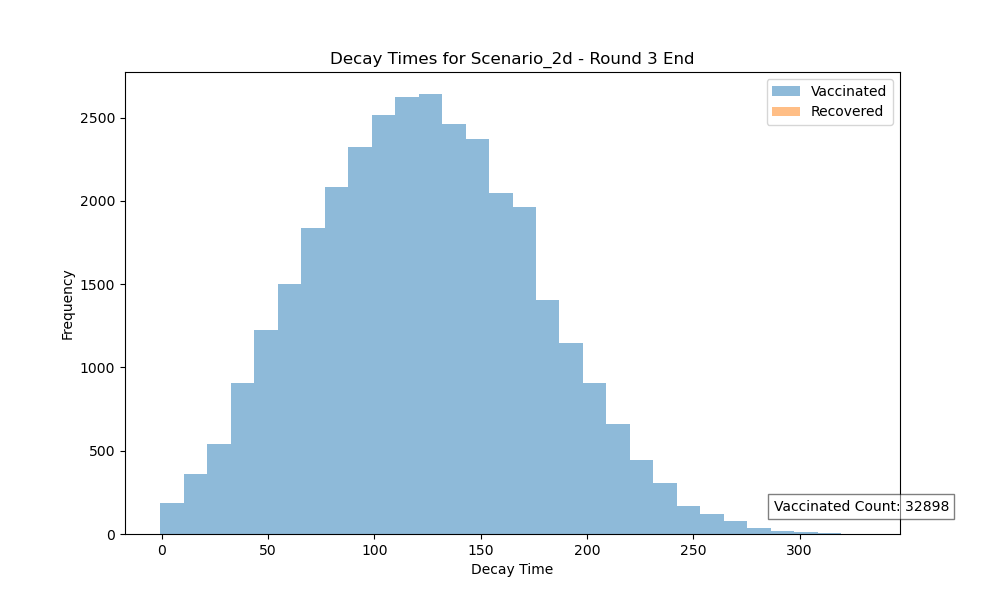 Decay Times for Scenario_2d - Round 3 End
Vaccinated
Recovered
2500
2000
1500
1000
500
0
Frequency
Vaccinated Count: 32898
0 50 100 150 200 250 300
Decay Time